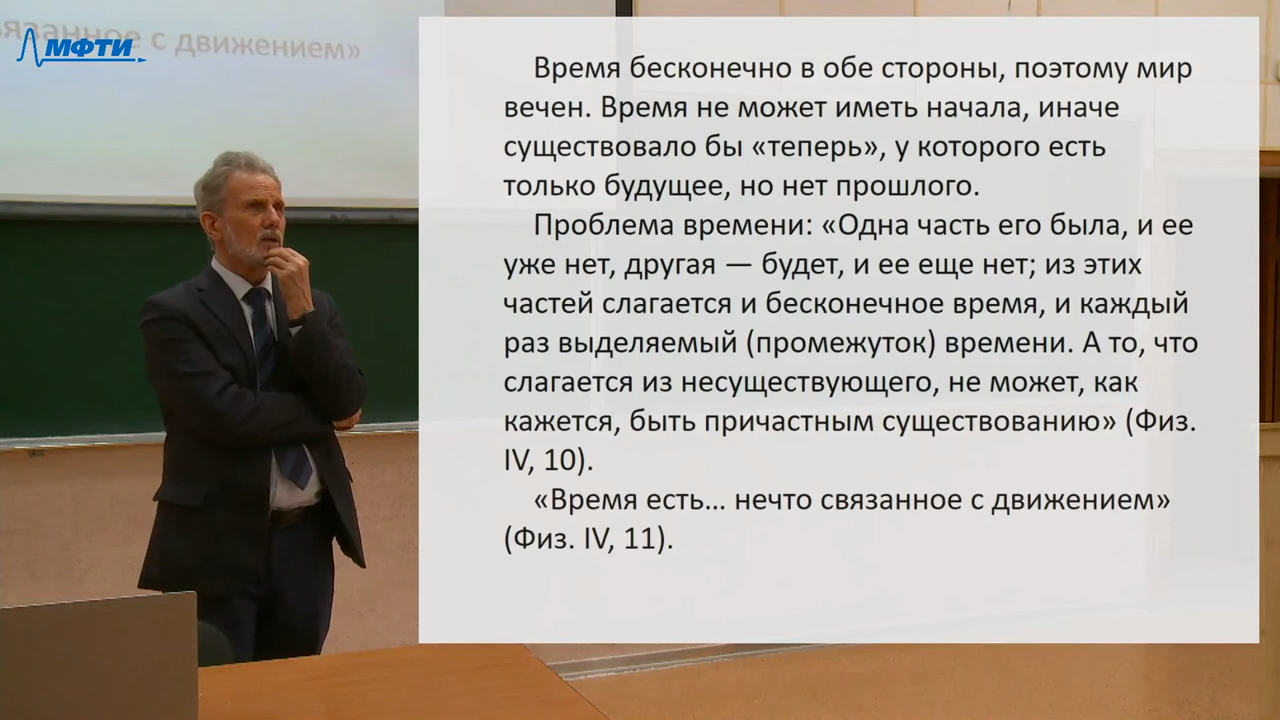 с движением»
МФТИ
Время бесконечно в обе стороны, поэтому мир
вечен. Время не может иметь начала, иначе
существовало бы «теперь», у которого есть
только будущее, но нет прошлого.
Проблема времени: «Одна часть его была, и ее
уже нет, другая — будет, и ее еще нет; из этих
частей слагается и бесконечное время, и каждый
раз выделяемый (промежуток) времени. А то, что
слагается из несуществующего, не может, как
кажется, быть причастным существованию» (Физ.
IV, 10).
«Время есть… нечто связанное с движением»
(Физ. IV, 11).